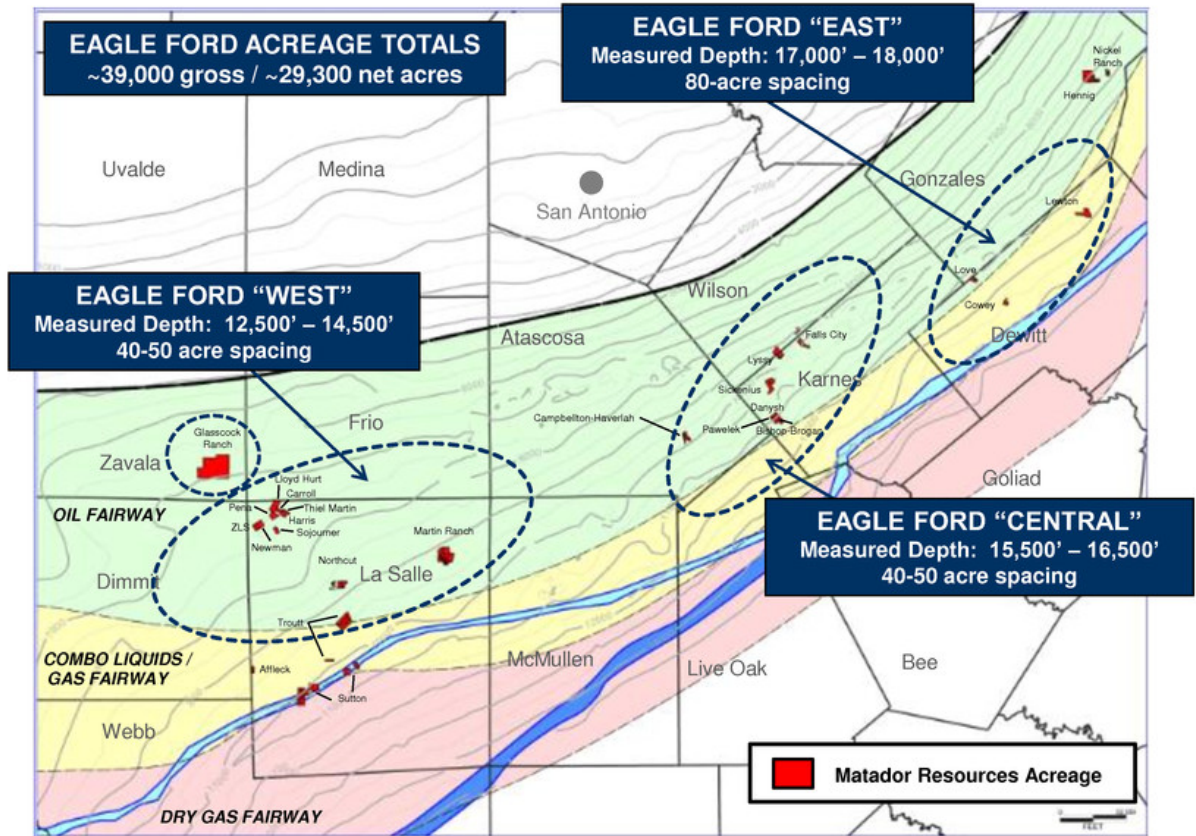 EAGLE FORD ACREAGE TOTALS
~39,000 gross / ~29,300 net acres
EAGLE FORD “EAST”
Measured Depth: 17,000’ – 18,000’
80-acre spacing
Nickel
Ranch
Hennig
Uvalde
Medina
San Antonio
Gonzales
Lewton
EAGLE FORD “WEST”
Measured Depth: 12,500’ – 14,500’
40-50 acre spacing
Wilson
Love
Cowey
Dewitt
Atascosa
Falls City
Lyssy
Sickenius
Karnes
Danysh
Campbellton-Haverlah
Pawelek
Bishop-Brogan
Frio
Glasscock
Ranch
Zavala
Goliad
Lloyd Hurt
Carroll
Pena
Thiel Martin
Harris
ZLS
Sojourner
Newman
OIL FAIRWAY
Martin Ranch
Northcut
La Salle
Dimmit
EAGLE FORD “CENTRAL”
Measured Depth: 15,500’ – 16,500’
40-50 acre spacing
Troutt
COMBO LIQUIDS /
GAS FAIRWAY
Affleck
Sutton
McMullen
Live Oak
Bee
Webb
Matador Resources Acreage
DRY GAS FAIRWAY
FEET